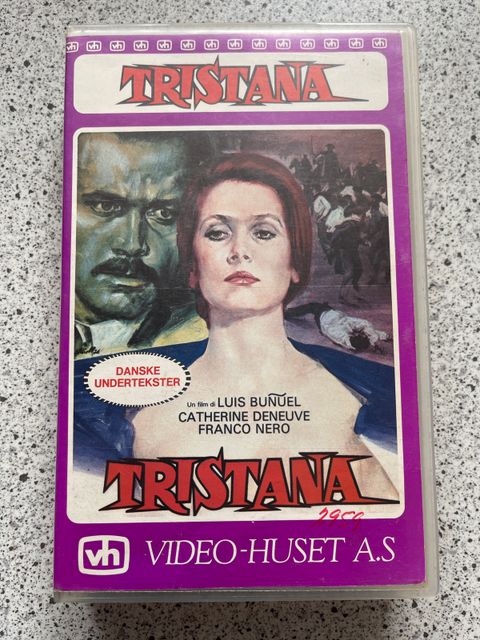 vh vh vh vh vh vh vh vh vh vh vh vh vh vh
TRISTANA
DANSKE
UNDERTEKSTER
Un film di LUIS BUÑUEL
CATHERINE DENEUVE
FRANCO NERO
TRISTANA
2959
vh VIDEO-HUSET A.S